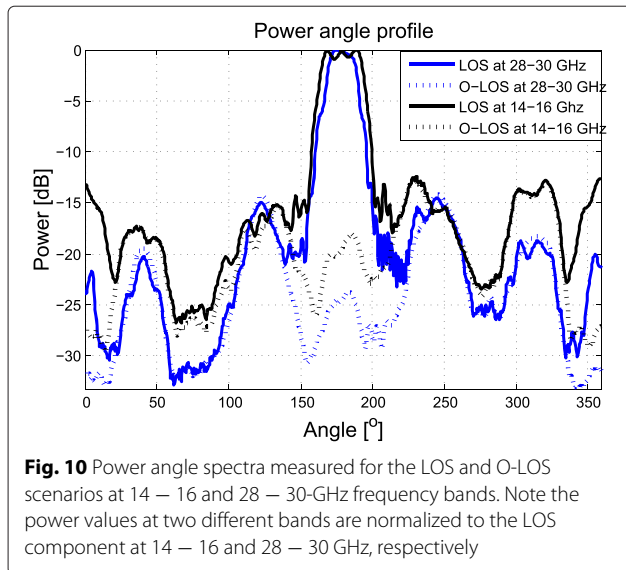 Power angle profile
0
−5
−10
−15
−20
−25
−30
Power [dB]
LOS at 28−30 GHz
O−LOS at 28−30 GHz
LOS at 14−16 Ghz
O−LOS at 14−16 GHz
0 50 100 150 200 250 300 350
Angle [°]
Fig. 10 Power angle spectra measured for the LOS and O-LOS
scenarios at 14 − 16 and 28 − 30-GHz frequency bands. Note the
power values at two different bands are normalized to the LOS
component at 14 − 16 and 28 − 30 GHz, respectively